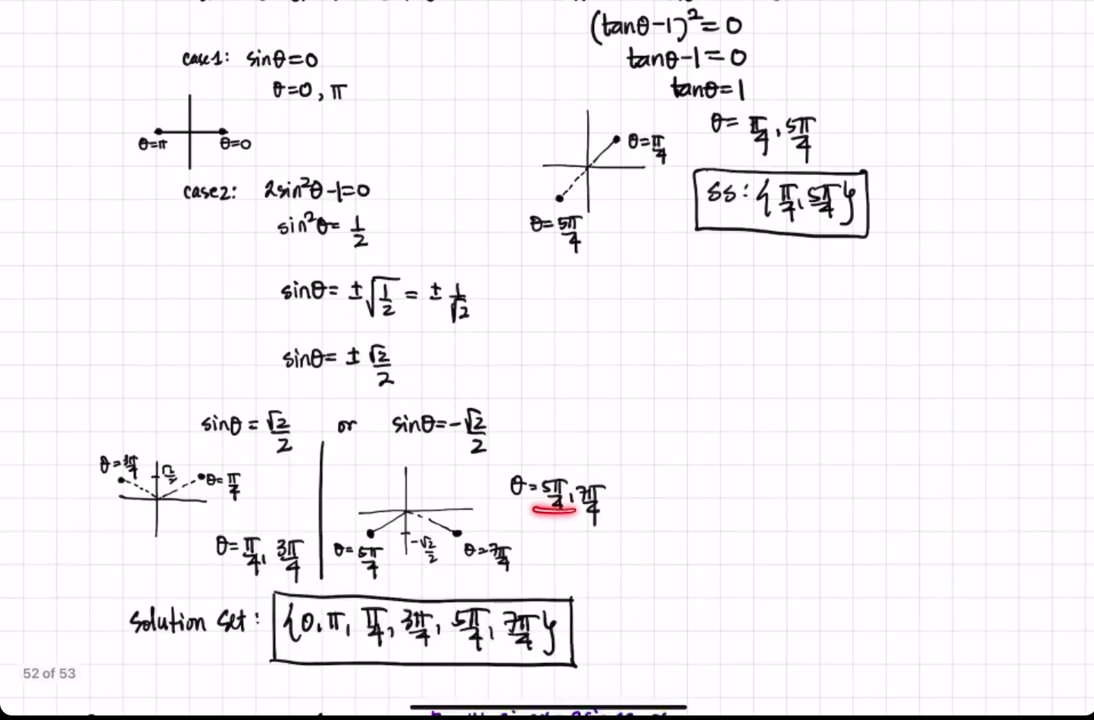 case1: sinθ=0
θ=0, π
θ=π
θ=0
case2: 2sin²θ-1=0
sin²θ= 1/2
sinθ= ±√(1/2) = ± 1/√2
sinθ= ± √2/2
sinθ = √2/2 or sinθ=-√2/2
θ=3π/4
√2/2
θ=π/4
θ=π/4, 3π/4
θ=5π/4
-√2/2
θ=7π/4
θ=5π/4, 7π/4
Solution set: {0, π, π/4, 3π/4, 5π/4, 7π/4}
(tanθ-1)²=0
tanθ-1=0
tanθ=1
θ= π/4, 5π/4
θ=π/4
θ=5π/4
SS: {π/4, 5π/4}
52 of 53